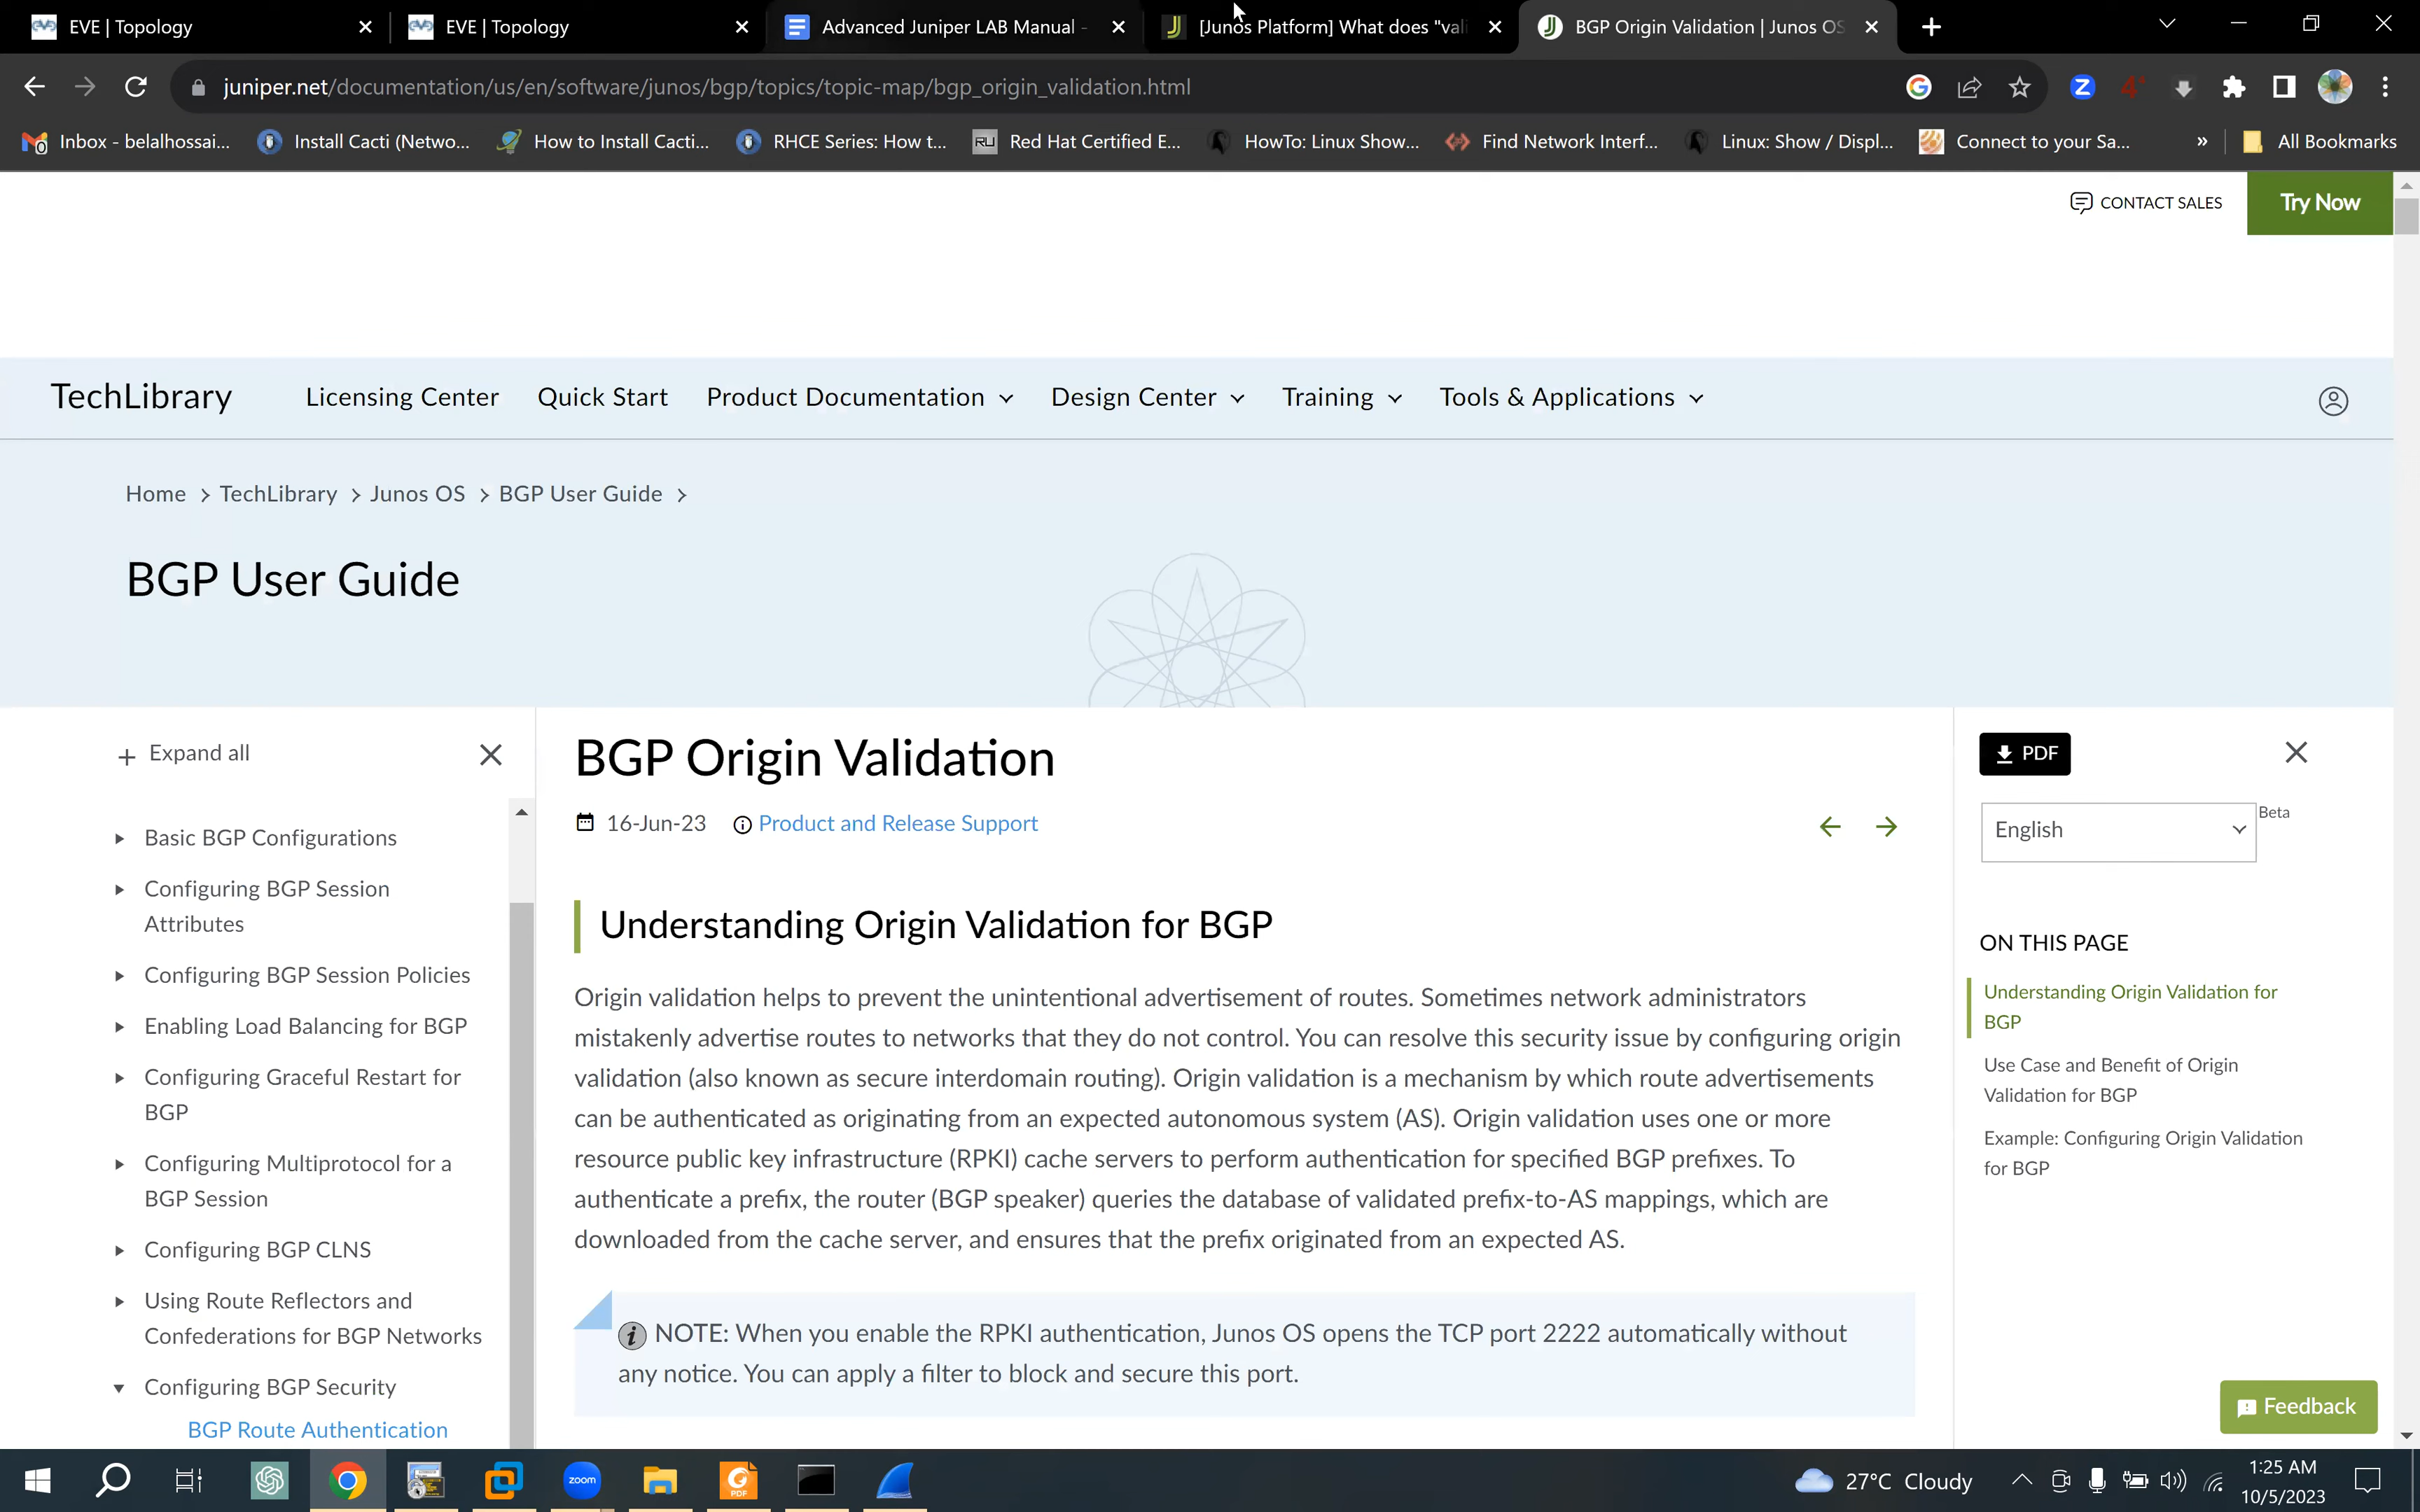 EVE | Topology
EVE | Topology
Advanced Juniper LAB Manual -
[Junos Platform] What does "vali
BGP Origin Validation | Junos OS
juniper.net/documentation/us/en/software/junos/bgp/topics/topic-map/bgp_origin_validation.html
Inbox - belalhossai...
Install Cacti (Netwo...
How to Install Cacti...
RHCE Series: How t...
Red Hat Certified E...
HowTo: Linux Show...
Find Network Interf...
Linux: Show / Displ...
Connect to your Sa...
»
All Bookmarks
CONTACT SALES
Try Now
TechLibrary
Licensing Center
Quick Start
Product Documentation
Design Center
Training
Tools & Applications
Home > TechLibrary > Junos OS > BGP User Guide >
BGP User Guide
Expand all
Basic BGP Configurations
Configuring BGP Session
Attributes
Configuring BGP Session Policies
Enabling Load Balancing for BGP
Configuring Graceful Restart for
BGP
Configuring Multiprotocol for a
BGP Session
Configuring BGP CLNS
Using Route Reflectors and
Confederations for BGP Networks
Configuring BGP Security
BGP Route Authentication
BGP Origin Validation
16-Jun-23
Product and Release Support
Understanding Origin Validation for BGP
Origin validation helps to prevent the unintentional advertisement of routes. Sometimes network administrators
mistakenly advertise routes to networks that they do not control. You can resolve this security issue by configuring origin
validation (also known as secure interdomain routing). Origin validation is a mechanism by which route advertisements
can be authenticated as originating from an expected autonomous system (AS). Origin validation uses one or more
resource public key infrastructure (RPKI) cache servers to perform authentication for specified BGP prefixes. To
authenticate a prefix, the router (BGP speaker) queries the database of validated prefix-to-AS mappings, which are
downloaded from the cache server, and ensures that the prefix originated from an expected AS.
NOTE: When you enable the RPKI authentication, Junos OS opens the TCP port 2222 automatically without
any notice. You can apply a filter to block and secure this port.
PDF
English
Beta
ON THIS PAGE
Understanding Origin Validation for
BGP
Use Case and Benefit of Origin
Validation for BGP
Example: Configuring Origin Validation
for BGP
Feedback
zoom
PDF
27°C Cloudy
1:25 AM
10/5/2023